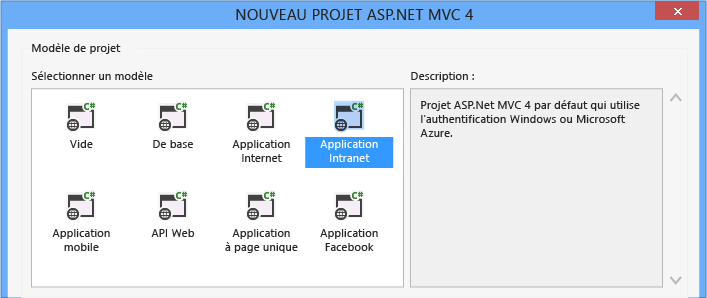 NOUVEAU PROJET ASP.NET MVC 4
Modèle de projet
Sélectionner un modèle
C#
C#
C#
C#
Vide
De base
Application
Internet
Application
Intranet
C#
C#
C#
C#
Application
mobile
API Web
Application
à page unique
Application
Facebook
Description :
Projet ASP.Net MVC 4 par défaut qui utilise
l'authentification Windows ou Microsoft
Azure.